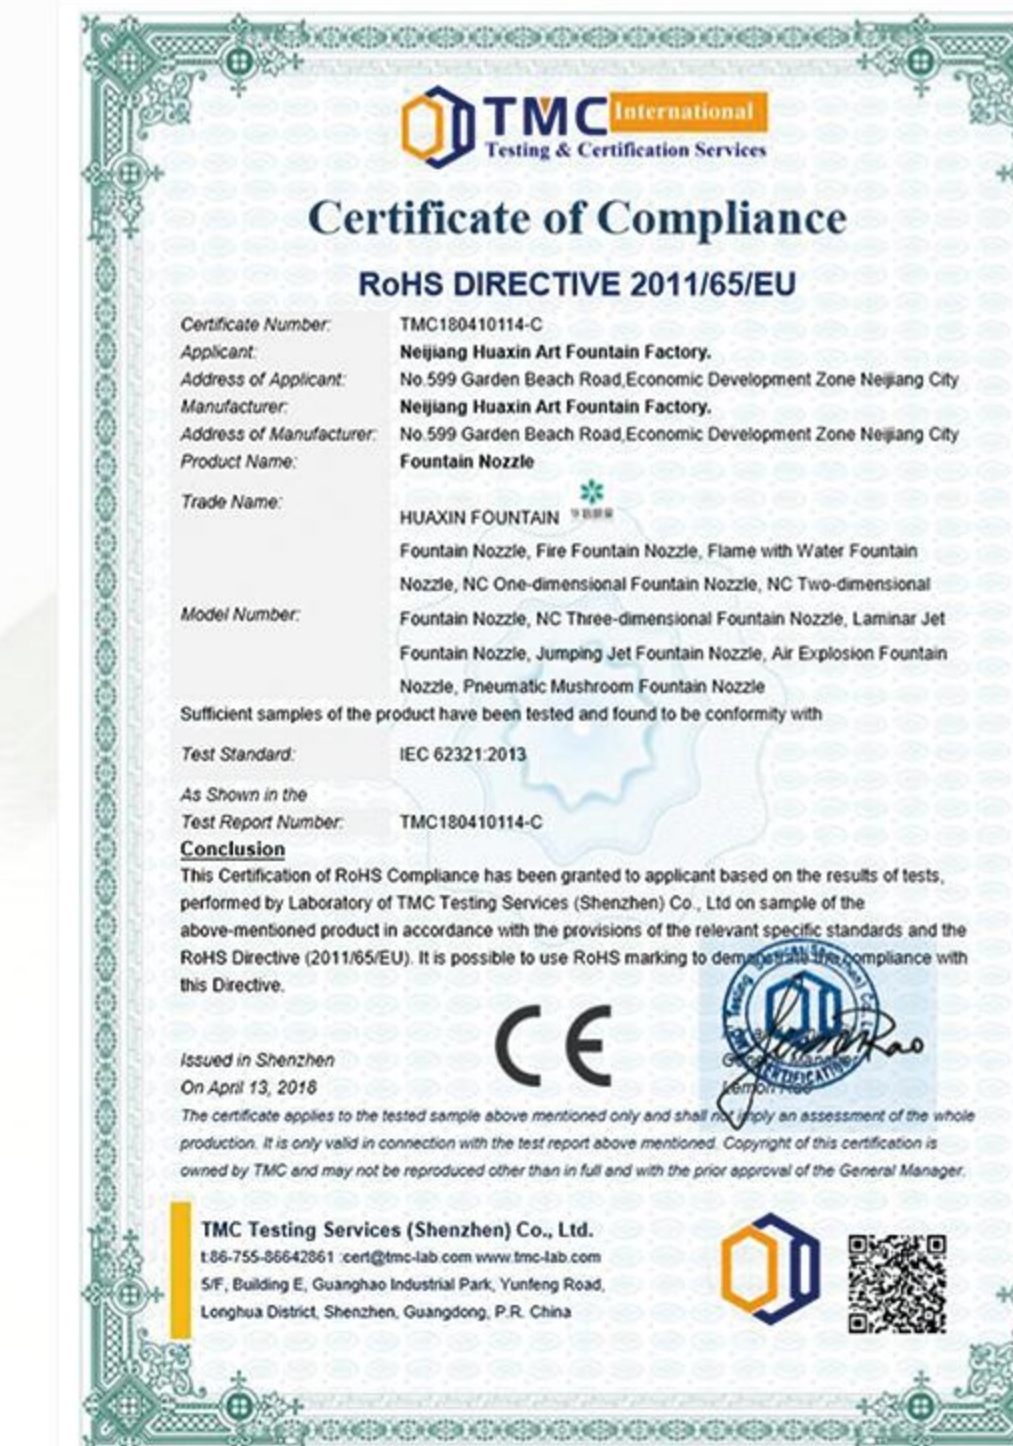 TMC International
Testing & Certification Services
Certificate of Compliance
RoHS DIRECTIVE 2011/65/EU
Certificate Number: TMC180410114-C
Applicant: Neijiang Huaxin Art Fountain Factory.
Address of Applicant: No.599 Garden Beach Road,Economic Development Zone Neijiang City
Manufacturer: Neijiang Huaxin Art Fountain Factory.
Address of Manufacturer: No.599 Garden Beach Road,Economic Development Zone Neijiang City
Product Name: Fountain Nozzle
Trade Name:
HUAXIN FOUNTAIN
Fountain Nozzle, Fire Fountain Nozzle, Flame with Water Fountain
Nozzle, NC One-dimensional Fountain Nozzle, NC Two-dimensional
Model Number: Fountain Nozzle, NC Three-dimensional Fountain Nozzle, Laminar Jet
Fountain Nozzle, Jumping Jet Fountain Nozzle, Air Explosion Fountain
Nozzle, Pneumatic Mushroom Fountain Nozzle
Sufficient samples of the product have been tested and found to be conformity with
Test Standard: IEC 62321:2013
As Shown in the
Test Report Number: TMC180410114-C
Conclusion
This Certification of RoHS Compliance has been granted to applicant based on the results of tests,
performed by Laboratory of TMC Testing Services (Shenzhen) Co., Ltd on sample of the
above-mentioned product in accordance with the provisions of the relevant specific standards and the
RoHS Directive (2011/65/EU). It is possible to use RoHS marking to demonstrate the compliance with
this Directive.
CE
General Manager
Issued in Shenzhen
On April 13, 2018
Lemon Rao
The certificate applies to the tested sample above mentioned only and shall not imply an assessment of the whole
production. It is only valid in connection with the test report above mentioned. Copyright of this certification is
owned by TMC and may not be reproduced other than in full and with the prior approval of the General Manager.
TMC Testing Services (Shenzhen) Co., Ltd.
t:86-755-86642861 :cert@tmc-lab.com www.tmc-lab.com
5/F, Building E, Guanghao Industrial Park, Yunfeng Road,
Longhua District, Shenzhen, Guangdong, P.R. China